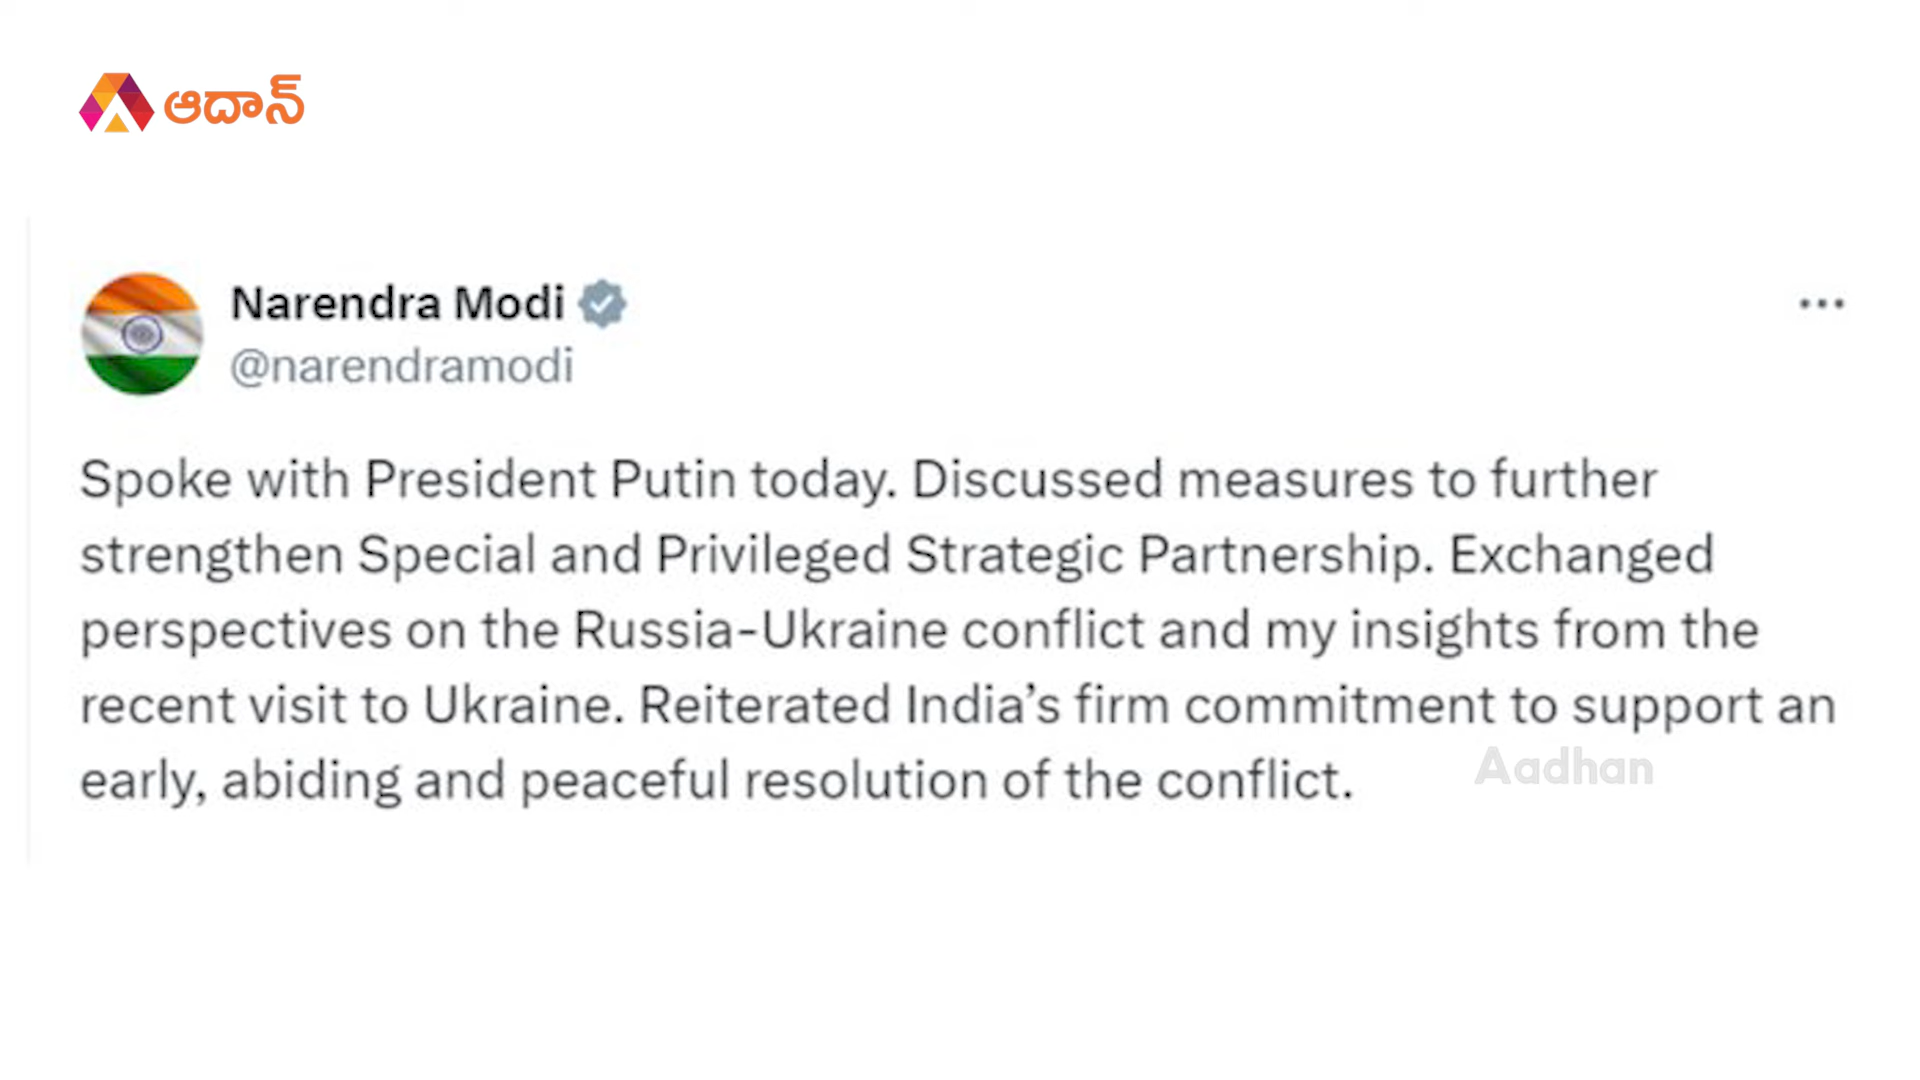 ఆదాన్
Narendra Modi
@narendramodi
Spoke with President Putin today. Discussed measures to further
strengthen Special and Privileged Strategic Partnership. Exchanged
perspectives on the Russia-Ukraine conflict and my insights from the
recent visit to Ukraine. Reiterated India’s firm commitment to support an
early, abiding and peaceful resolution of the conflict.
Aadhan